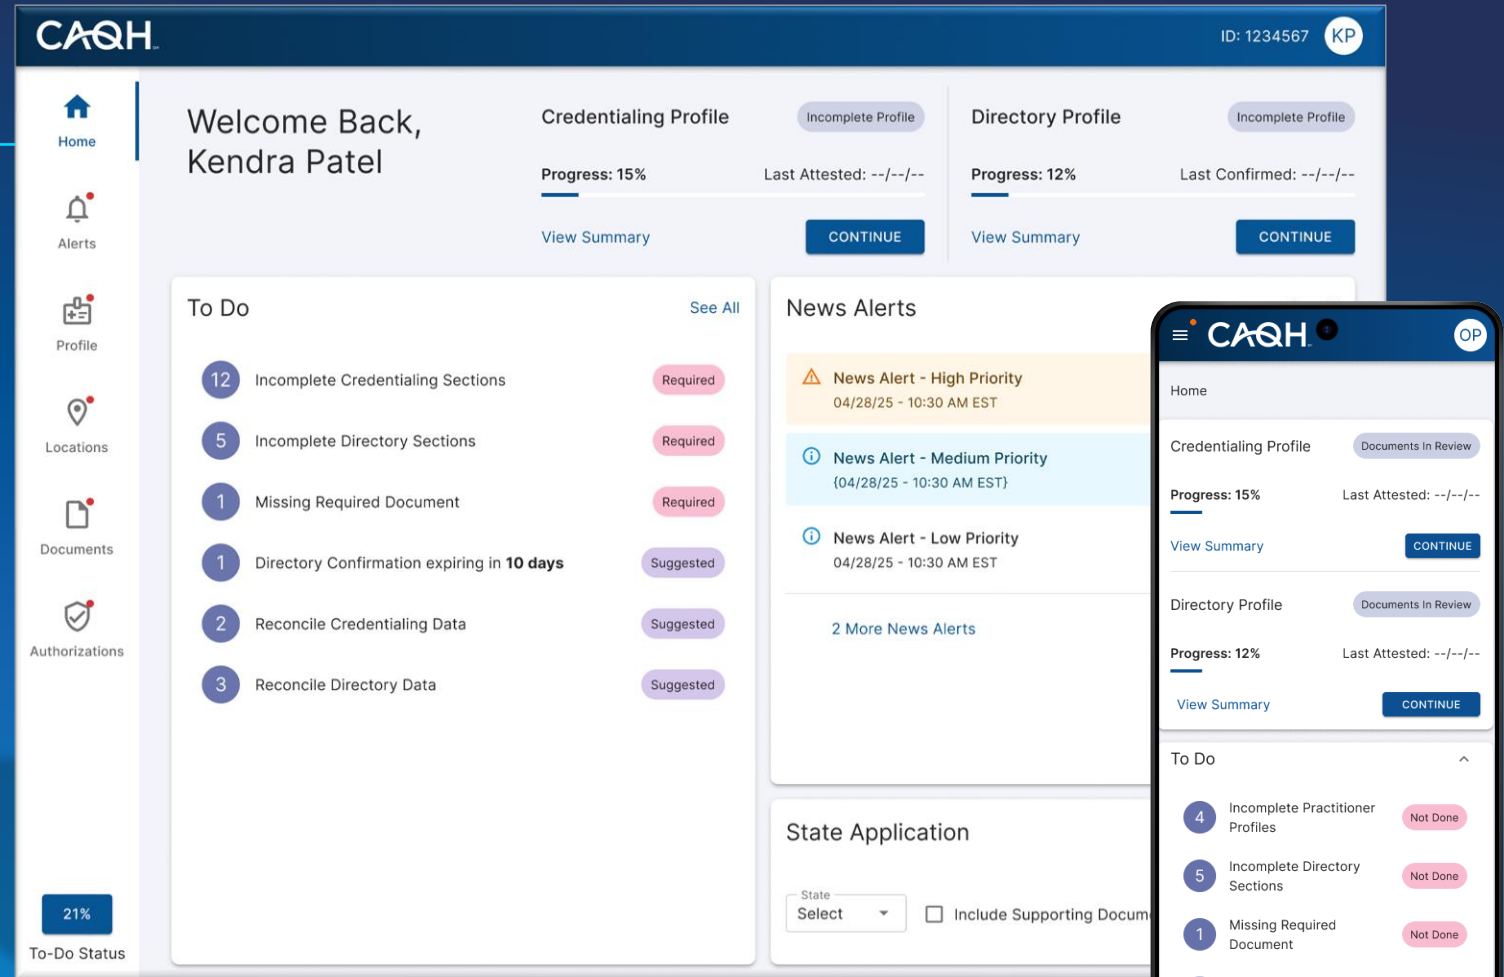 CAQH
ID: 1234567
KP
Home
Alerts
Profile
Locations
Documents
Authorizations
21%
To-Do Status
Welcome Back,
Kendra Patel
Credentialing Profile
Incomplete Profile
Progress: 15%
Last Attested: --/--/--
View Summary
CONTINUE
Directory Profile
Incomplete Profile
Progress: 12%
Last Confirmed: --/--/--
View Summary
CONTINUE
To Do
See All
12 Incomplete Credentialing Sections Required
5 Incomplete Directory Sections Required
1 Missing Required Document Required
1 Directory Confirmation expiring in 10 days Suggested
2 Reconcile Credentialing Data Suggested
3 Reconcile Directory Data Suggested
News Alerts
News Alert - High Priority
04/28/25 - 10:30 AM EST
News Alert - Medium Priority
{04/28/25 - 10:30 AM EST}
News Alert - Low Priority
04/28/25 - 10:30 AM EST
2 More News Alerts
State Application
State
Select
Include Supporting Docum
CAQH
OP
Home
Credentialing Profile
Documents In Review
Progress: 15%
Last Attested: --/--/--
View Summary
CONTINUE
Directory Profile
Documents In Review
Progress: 12%
Last Attested: --/--/--
View Summary
CONTINUE
To Do
4 Incomplete Practitioner
Profiles
Not Done
5 Incomplete Directory
Sections
Not Done
1 Missing Required
Document
Not Done